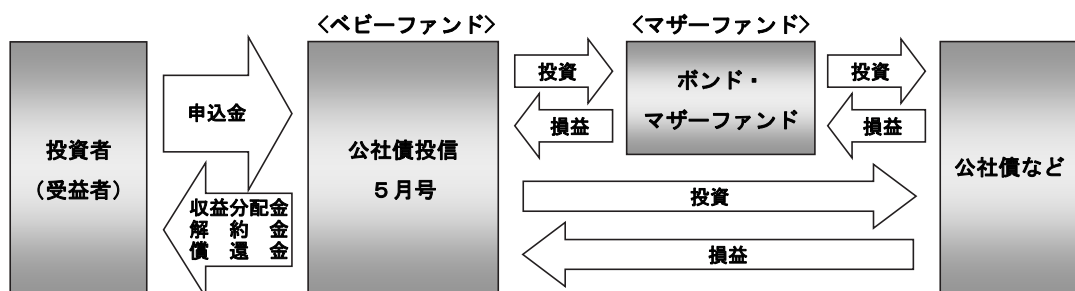 〈ベビーファンド〉
〈マザーファンド〉
投資者
(受益者)
申込金
収益分配金
解約金
償還金
公社債投信
５月号
投資
損益
ボンド・
マザーファンド
投資
損益
投資
損益
公社債など